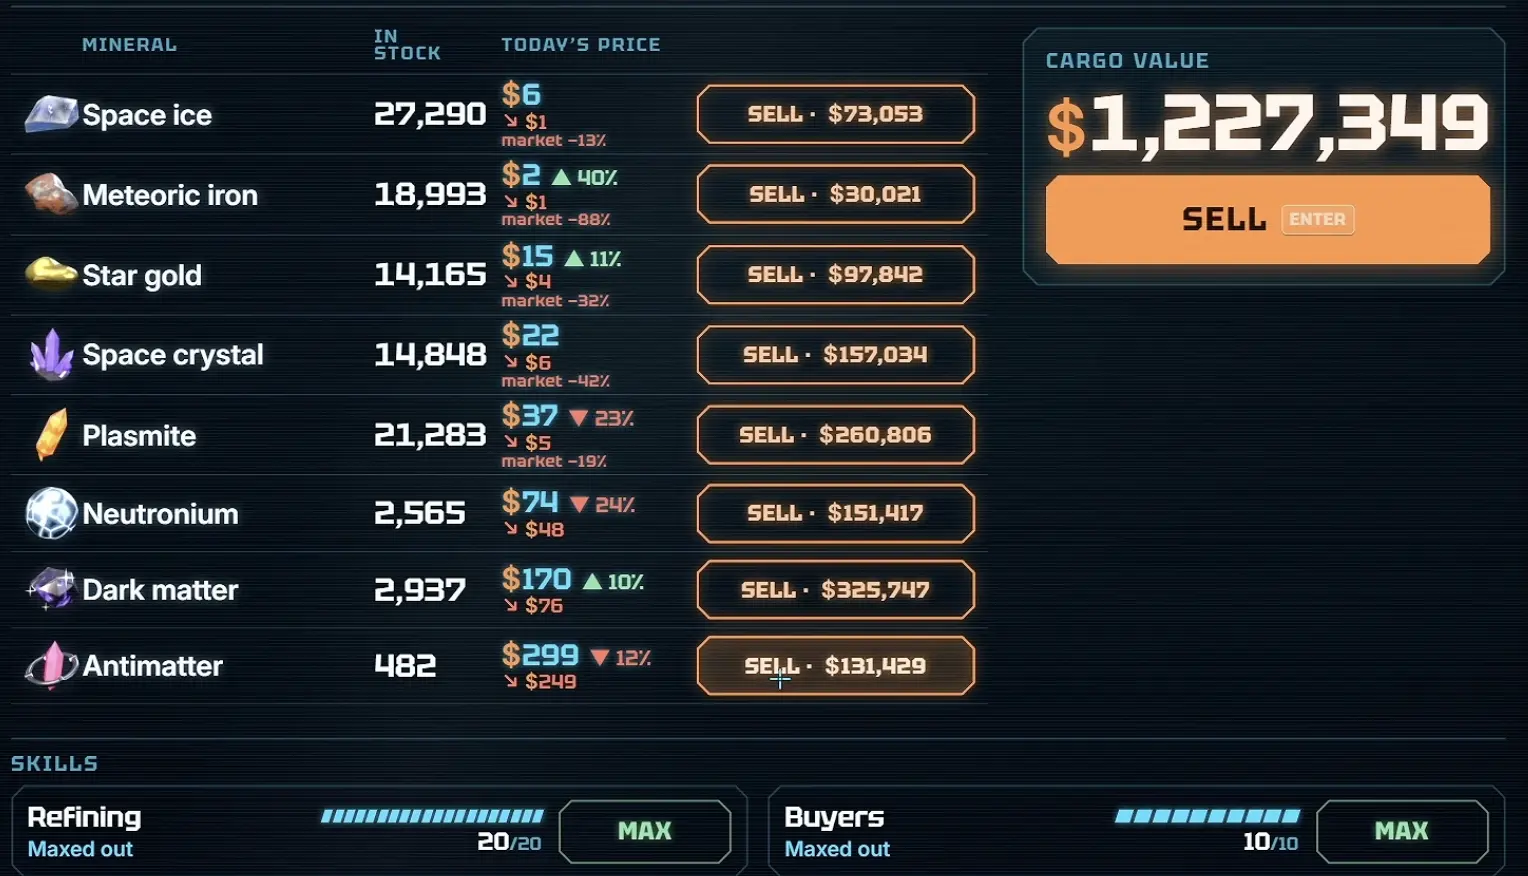 MINERAL
IN STOCK
TODAY'S PRICE
Space ice
27,290
$6
↘ $1
market -13%
SELL · $73,053
Meteoric iron
18,993
$2 ▲ 40%
↘ $1
market -88%
SELL · $30,021
Star gold
14,165
$15 ▲ 11%
↘ $4
market -32%
SELL · $97,842
Space crystal
14,848
$22
↘ $6
market -42%
SELL · $157,034
Plasmite
21,283
$37 ▼ 23%
↘ $5
market -19%
SELL · $260,806
Neutronium
2,565
$74 ▼ 24%
↘ $48
SELL · $151,417
Dark matter
2,937
$170 ▲ 10%
↘ $76
SELL · $325,747
Antimatter
482
$299 ▼ 12%
↘ $249
SELL · $131,429
CARGO VALUE
$1,227,349
SELL ENTER
SKILLS
Refining
Maxed out
20/20
MAX
Buyers
Maxed out
10/10
MAX